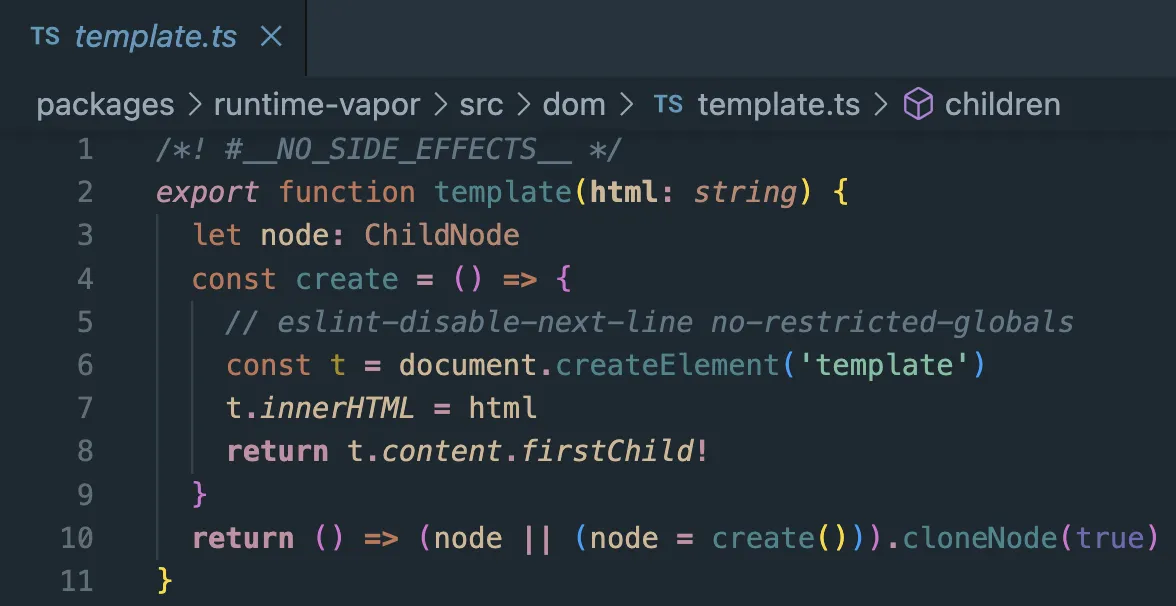 TS template.ts ×
packages > runtime-vapor > src > dom > TS template.ts > children
1 /*! #__NO_SIDE_EFFECTS__ */
2 export function template(html: string) {
3   let node: ChildNode
4   const create = () => {
5     // eslint-disable-next-line no-restricted-globals
6     const t = document.createElement('template')
7     t.innerHTML = html
8     return t.content.firstChild!
9   }
10   return () => (node || (node = create())).cloneNode(true)
11 }